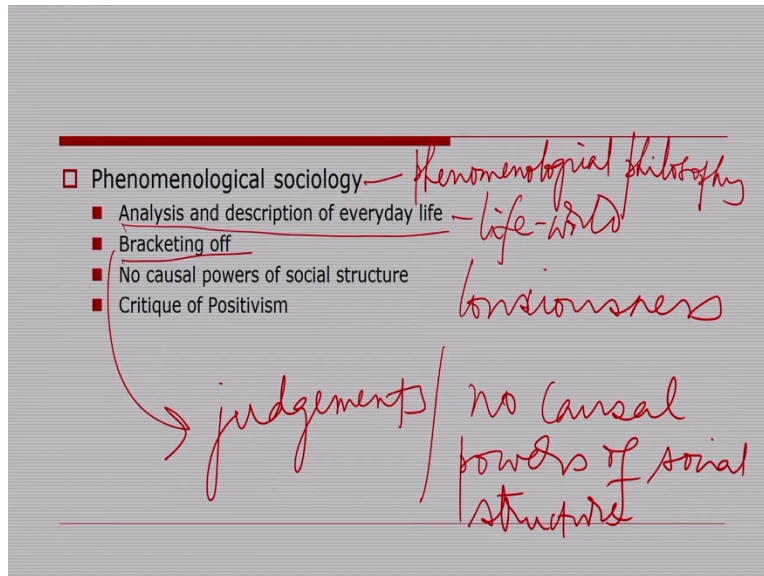 Phenomenological sociology – phenomenological philosophy
Analysis and description of everyday life – life-world
Bracketing off
No causal powers of social structure
Critique of Positivism
Consciousness
judgements / no causal
powers of social
structure